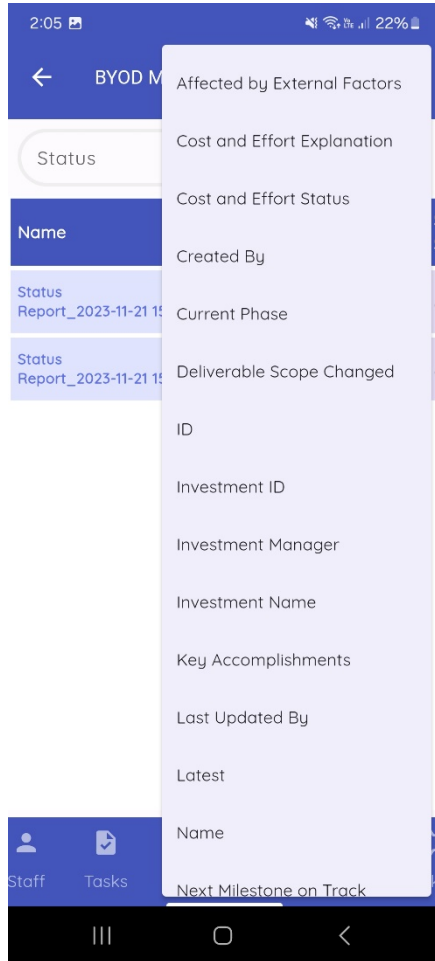 2:05
22%
BYOD M
Affected by External Factors
Cost and Effort Explanation
Status
Cost and Effort Status
Name
Created By
Status
Report_2023-11-21 15
Current Phase
Status
Report_2023-11-21 15
Deliverable Scope Changed
ID
Investment ID
Investment Manager
Investment Name
Key Accomplishments
Last Updated By
Latest
Name
Staff
Tasks
Next Milestone on Track